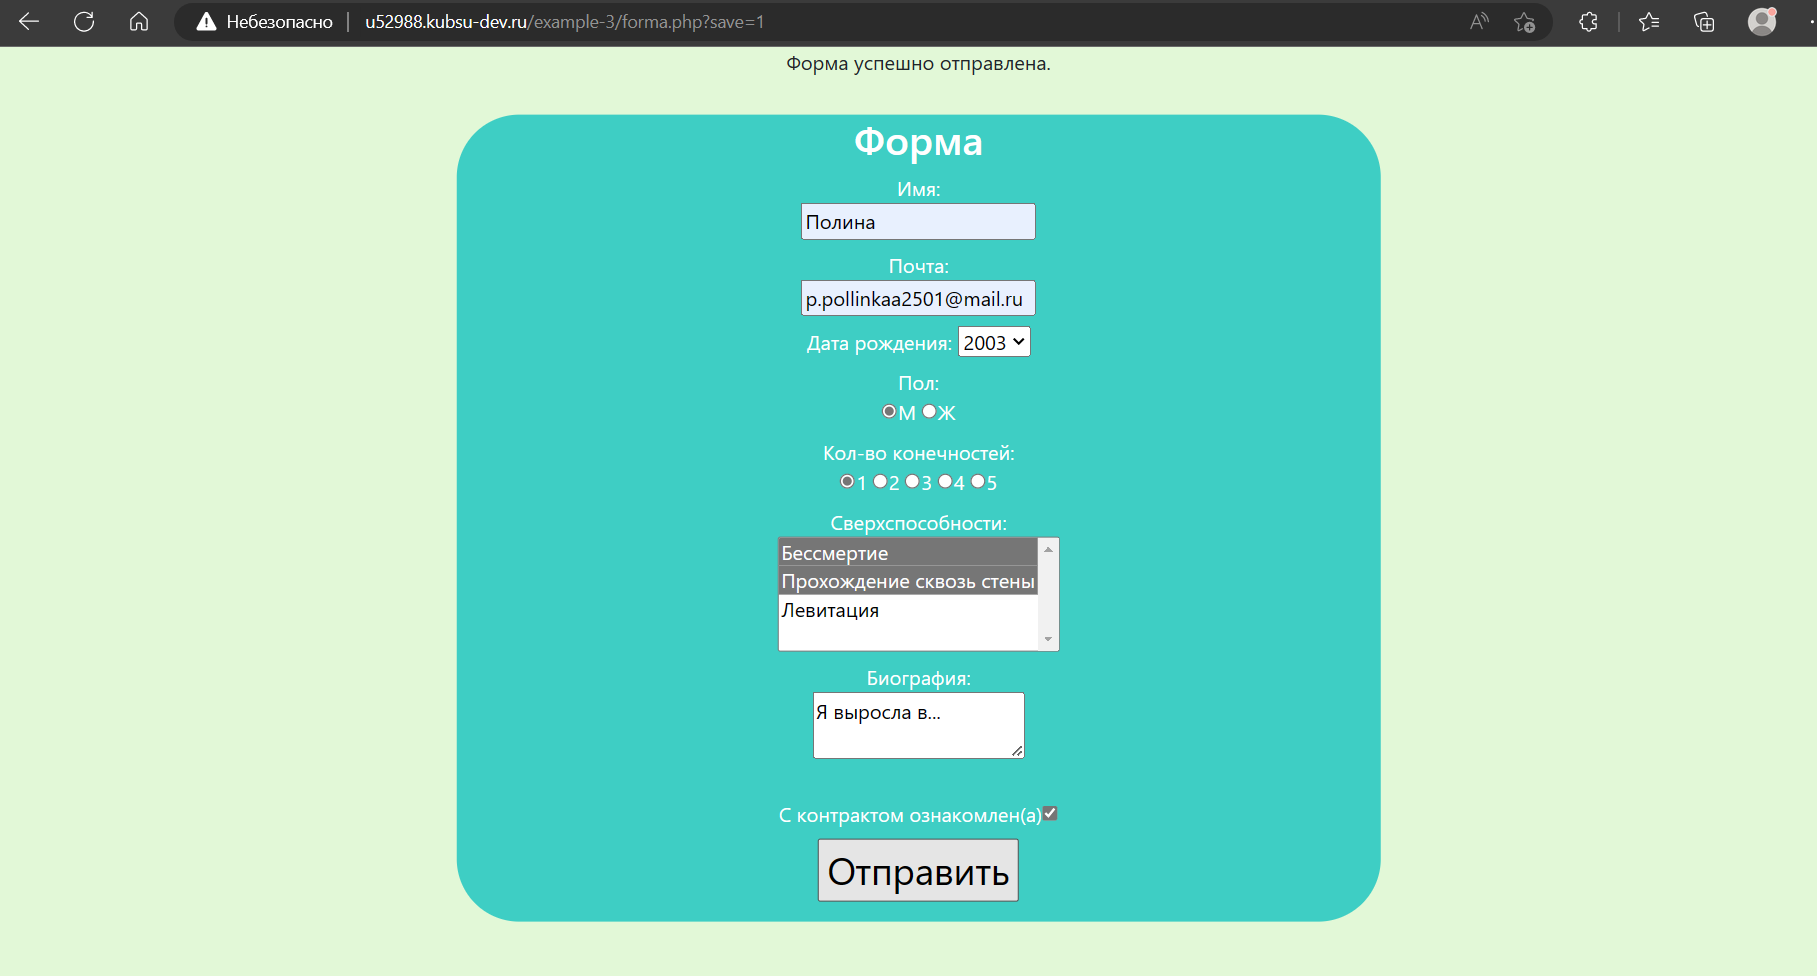 Небезопасно u52988.kubsu-dev.ru/example-3/forma.php?save=1
Форма успешно отправлена.
Форма
Имя:
Полина
Почта:
p.pollinkaa2501@mail.ru
Дата рождения: 2003
Пол:
М Ж
Кол-во конечностей:
1 2 3 4 5
Сверхспособности:
Бессмертие
Прохождение сквозь стены
Левитация
Биография:
Я выросла в...
С контрактом ознакомлен(а)
Отправить